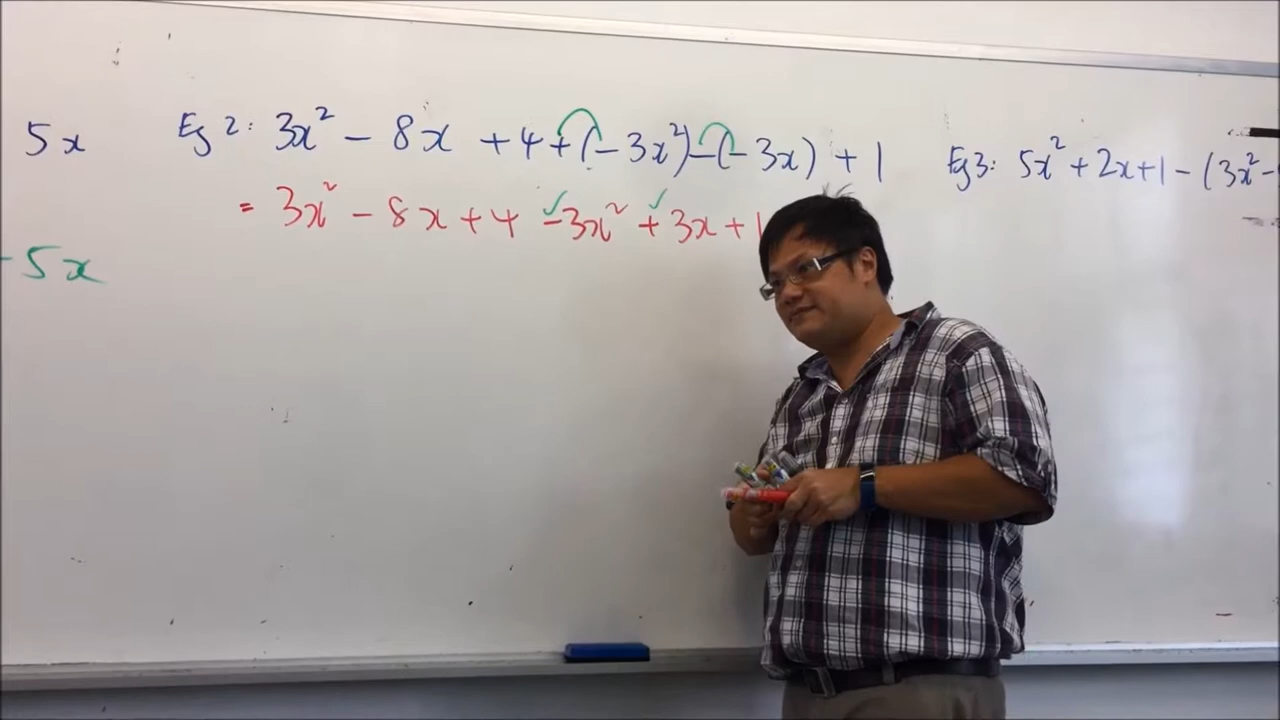 5x
-5x
Eg 2: 3x² - 8x + 4 + (-3x²) - (-3x) + 1
= 3x² - 8x + 4 - 3x² + 3x + 1
Eg 3: 5x² + 2x + 1 - (3x² -